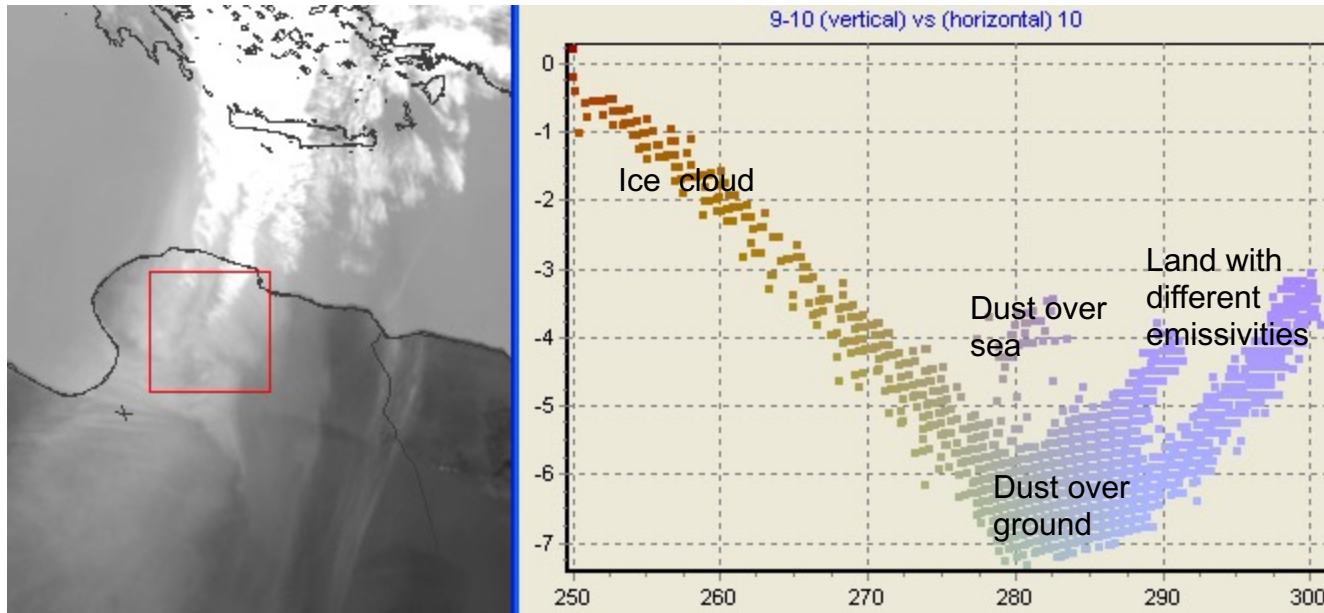 9-10 (vertical) vs (horizontal) 10
0
-1
Ice cloud
-2
-3
Land with
different
emissivities
Dust over
sea
-4
-5
-6
Dust over
ground
-7
250
260
270
280
290
300